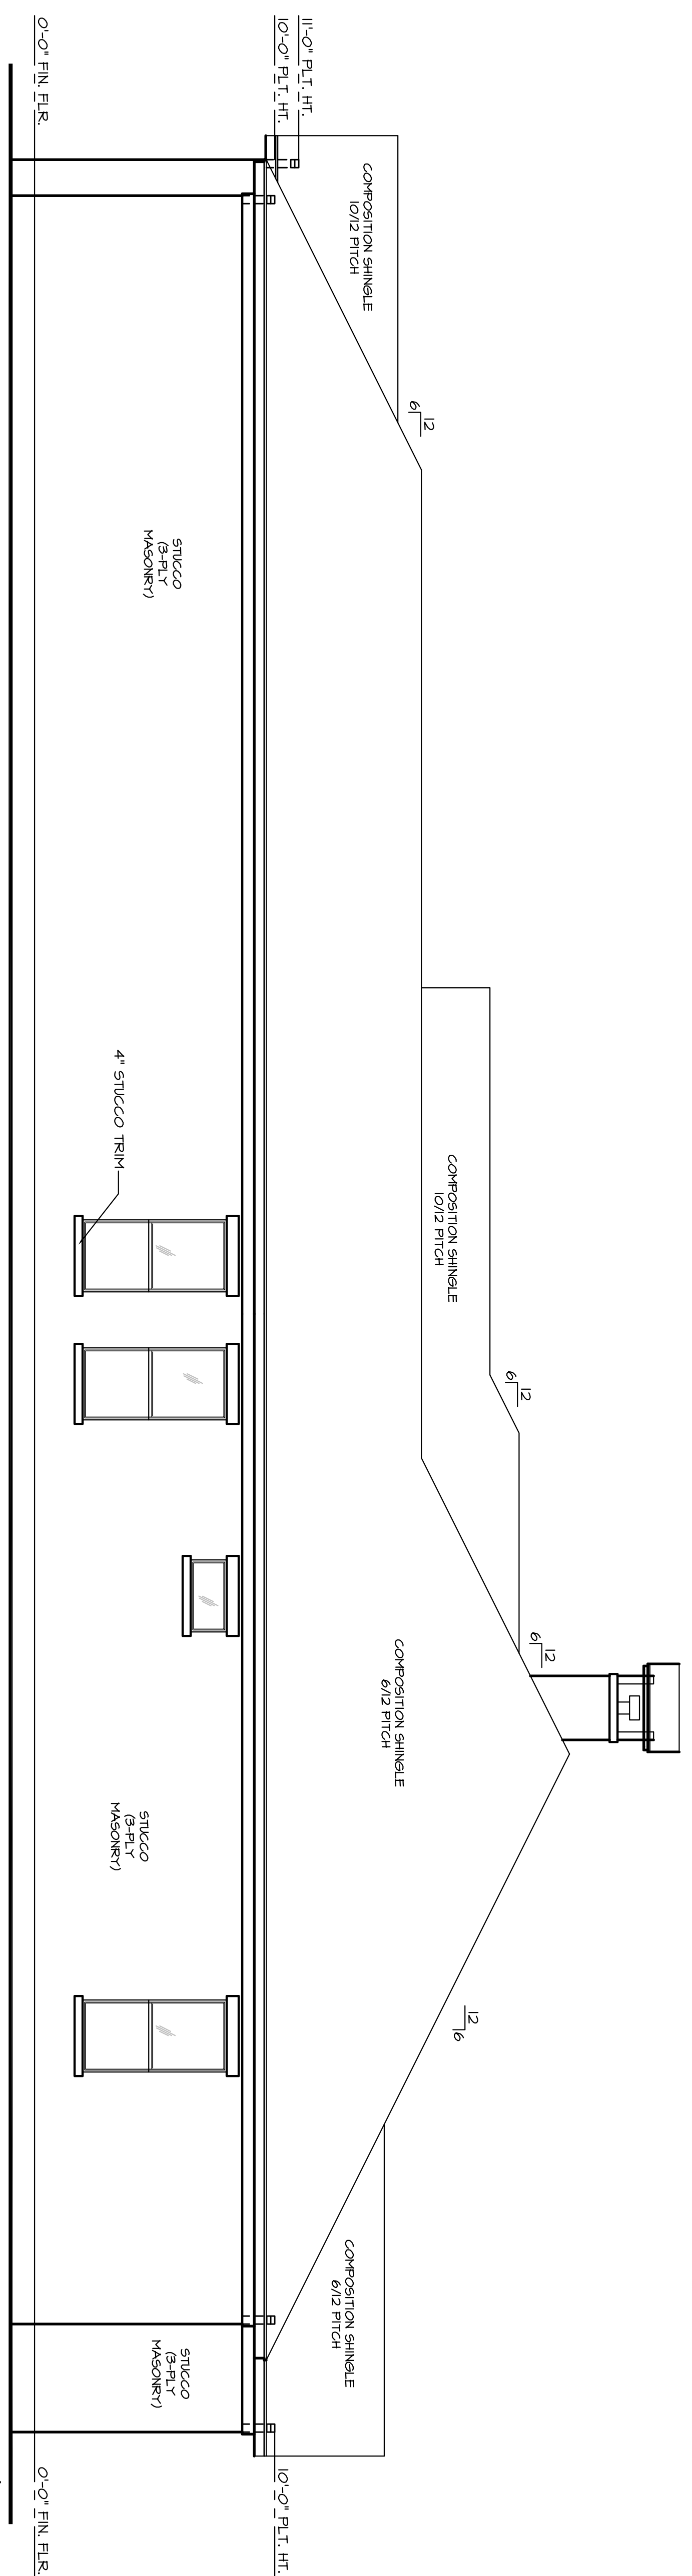 11'-0" PLT. HT.
10'-0" PLT. HT.
0'-0" FIN. FLR.
COMPOSITION SHINGLE
10/12 PITCH
12
6
STUCCO
(3-PLY
MASONRY)
4" STUCCO TRIM
COMPOSITION SHINGLE
10/12 PITCH
12
6
12
6
COMPOSITION SHINGLE
6/12 PITCH
STUCCO
(3-PLY
MASONRY)
12
6
COMPOSITION SHINGLE
6/12 PITCH
STUCCO
(3-PLY
MASONRY)
10'-0" PLT. HT.
0'-0" FIN. FLR.